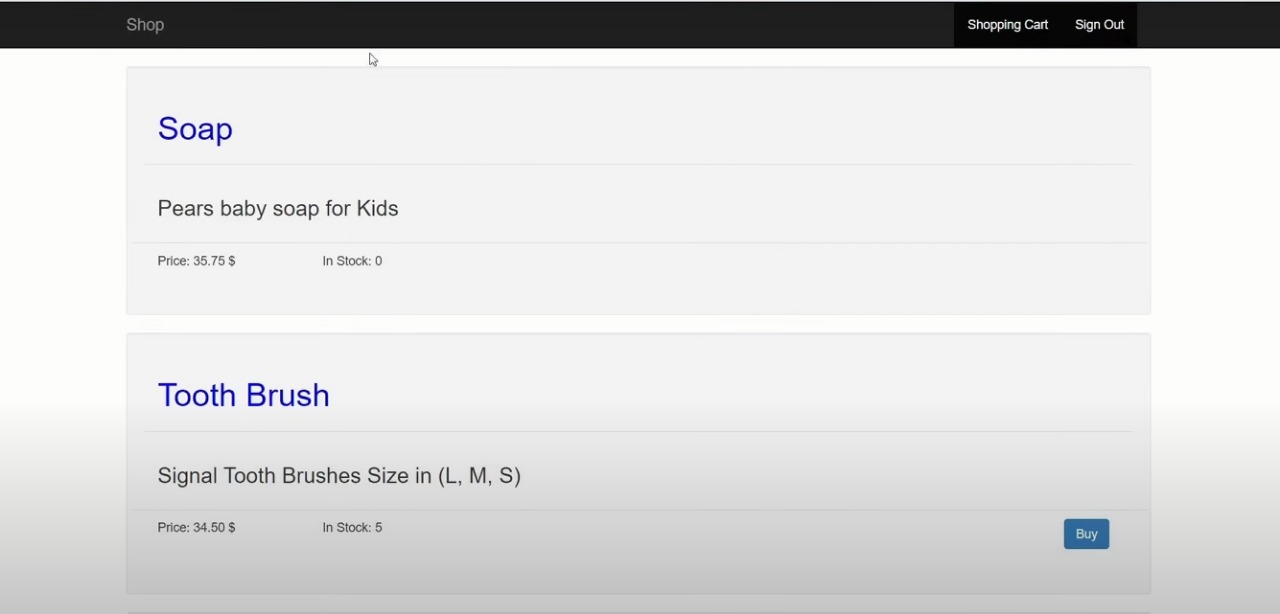 Shop Shopping Cart Sign Out
Soap
Pears baby soap for Kids
Price: 35.75 $ In Stock: 0
Tooth Brush
Signal Tooth Brushes Size in (L, M, S)
Price: 34.50 $ In Stock: 5 Buy